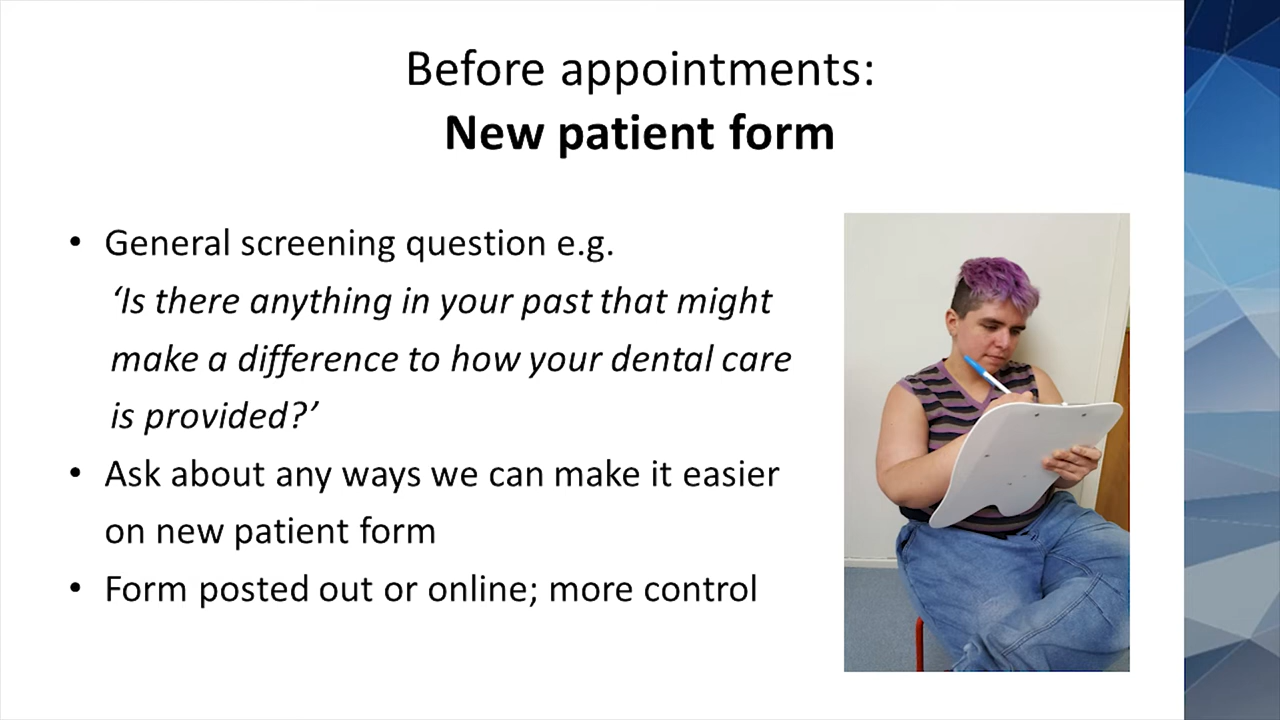 Before appointments:
New patient form
• General screening question e.g.
‘Is there anything in your past that might
make a difference to how your dental care
is provided?’
• Ask about any ways we can make it easier
on new patient form
• Form posted out or online; more control